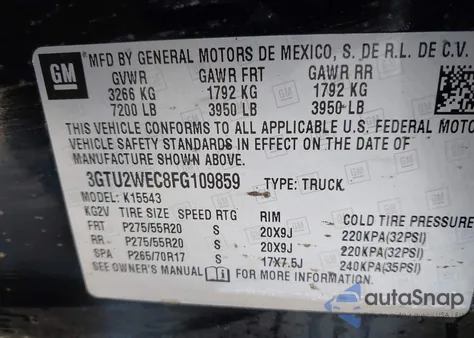 GM
MFD BY GENERAL MOTORS DE MEXICO, S. DE R.L. DE C.V.
GVWR GAWR FRT GAWR RR
3266 KG 1792 KG 1792 KG
7200 LB 3950 LB 3950 LB
THIS VEHICLE CONFORMS TO ALL APPLICABLE U.S. FEDERAL MOTO
VEHICLE SAFETY STANDARDS IN EFFECT ON THE DATE OF
MANUFACTURE SHOWN ABOVE.
3GTU2WEC8FG109859 TYPE: TRUCK
MODEL: K15543
KG2V TIRE SIZE SPEED RTG RIM COLD TIRE PRESSURE
FRT P275/55R20 S 20X9J 220KPA(32PSI)
RR P275/55R20 S 20X9J 220KPA(32PSI)
SPA P265/70R17 S 17X7.5J 240KPA(35PSI)
SEE OWNER'S MANUAL FOR MORE INFORMATION
autoSnap